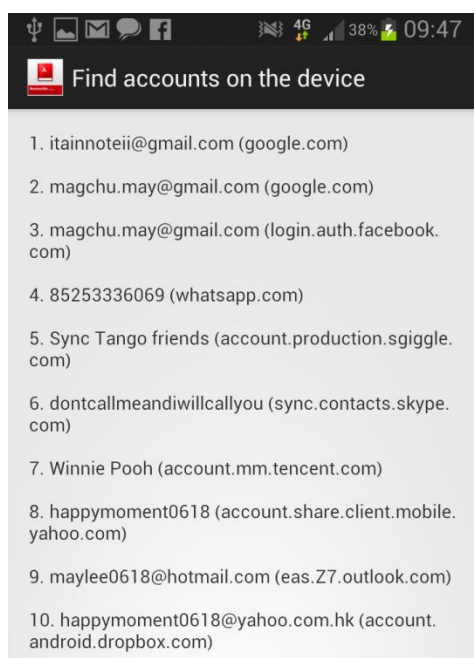 4G 38% 09:47
Find accounts on the device
1. itainnoteii@gmail.com (google.com)
2. magchu.may@gmail.com (google.com)
3. magchu.may@gmail.com (login.auth.facebook.
com)
4. 85253336069 (whatsapp.com)
5. Sync Tango friends (account.production.sgiggle.
com)
6. dontcallmeandiwillcallyou (sync.contacts.skype.
com)
7. Winnie Pooh (account.mm.tencent.com)
8. happymoment0618 (account.share.client.mobile.
yahoo.com)
9. maylee0618@hotmail.com (eas.Z7.outlook.com)
10. happymoment0618@yahoo.com.hk (account.
android.dropbox.com)